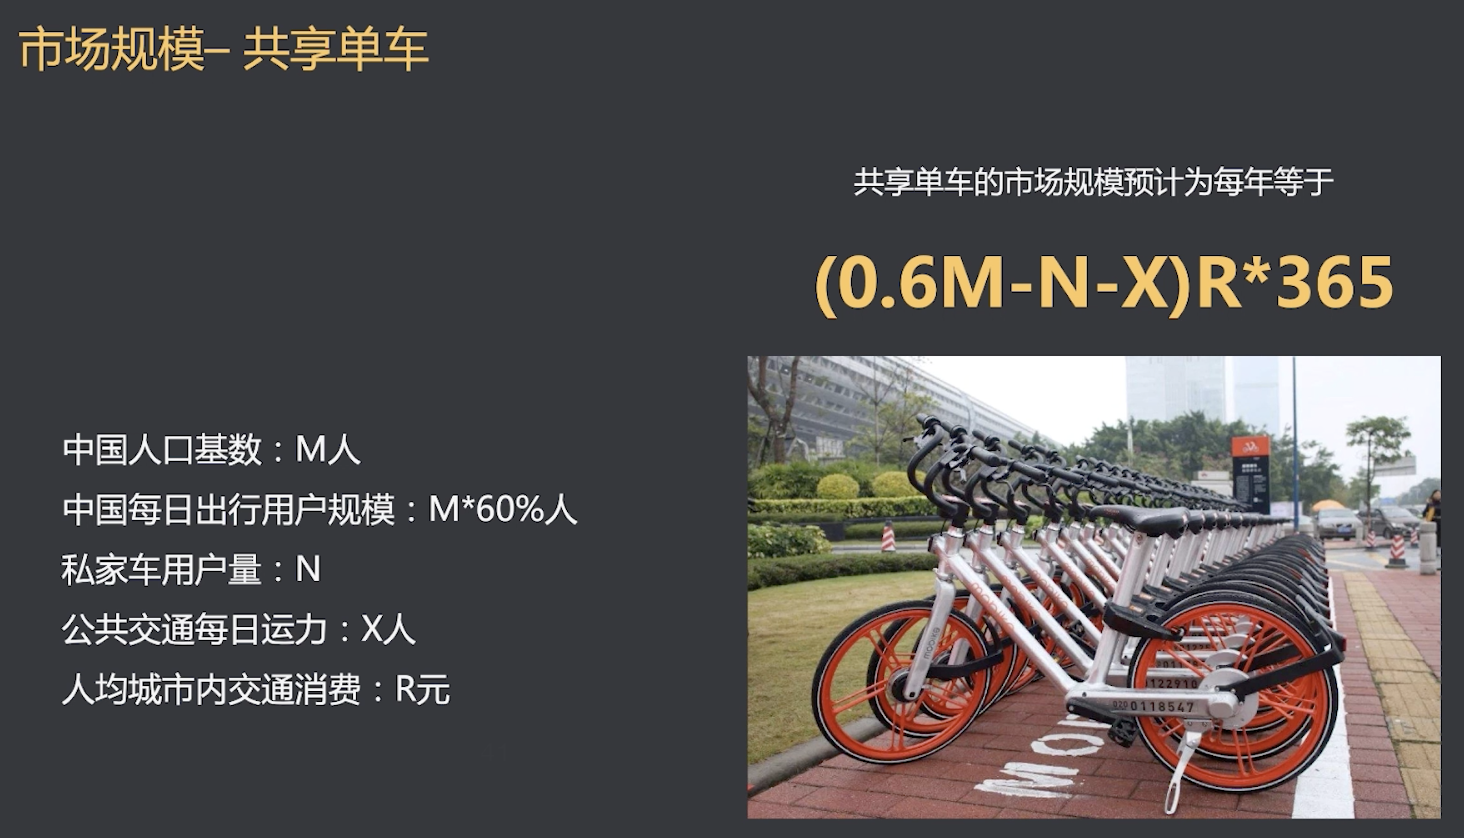 市场规模– 共享单车
共享单车的市场规模预计为每年等于
(0.6M-N-X)R*365
中国人口基数：M人
中国每日出行用户规模：M*60%人
私家车用户量：N
公共交通每日运力：X人
人均城市内交通消费：R元
mobike
0200118547
122910
MO